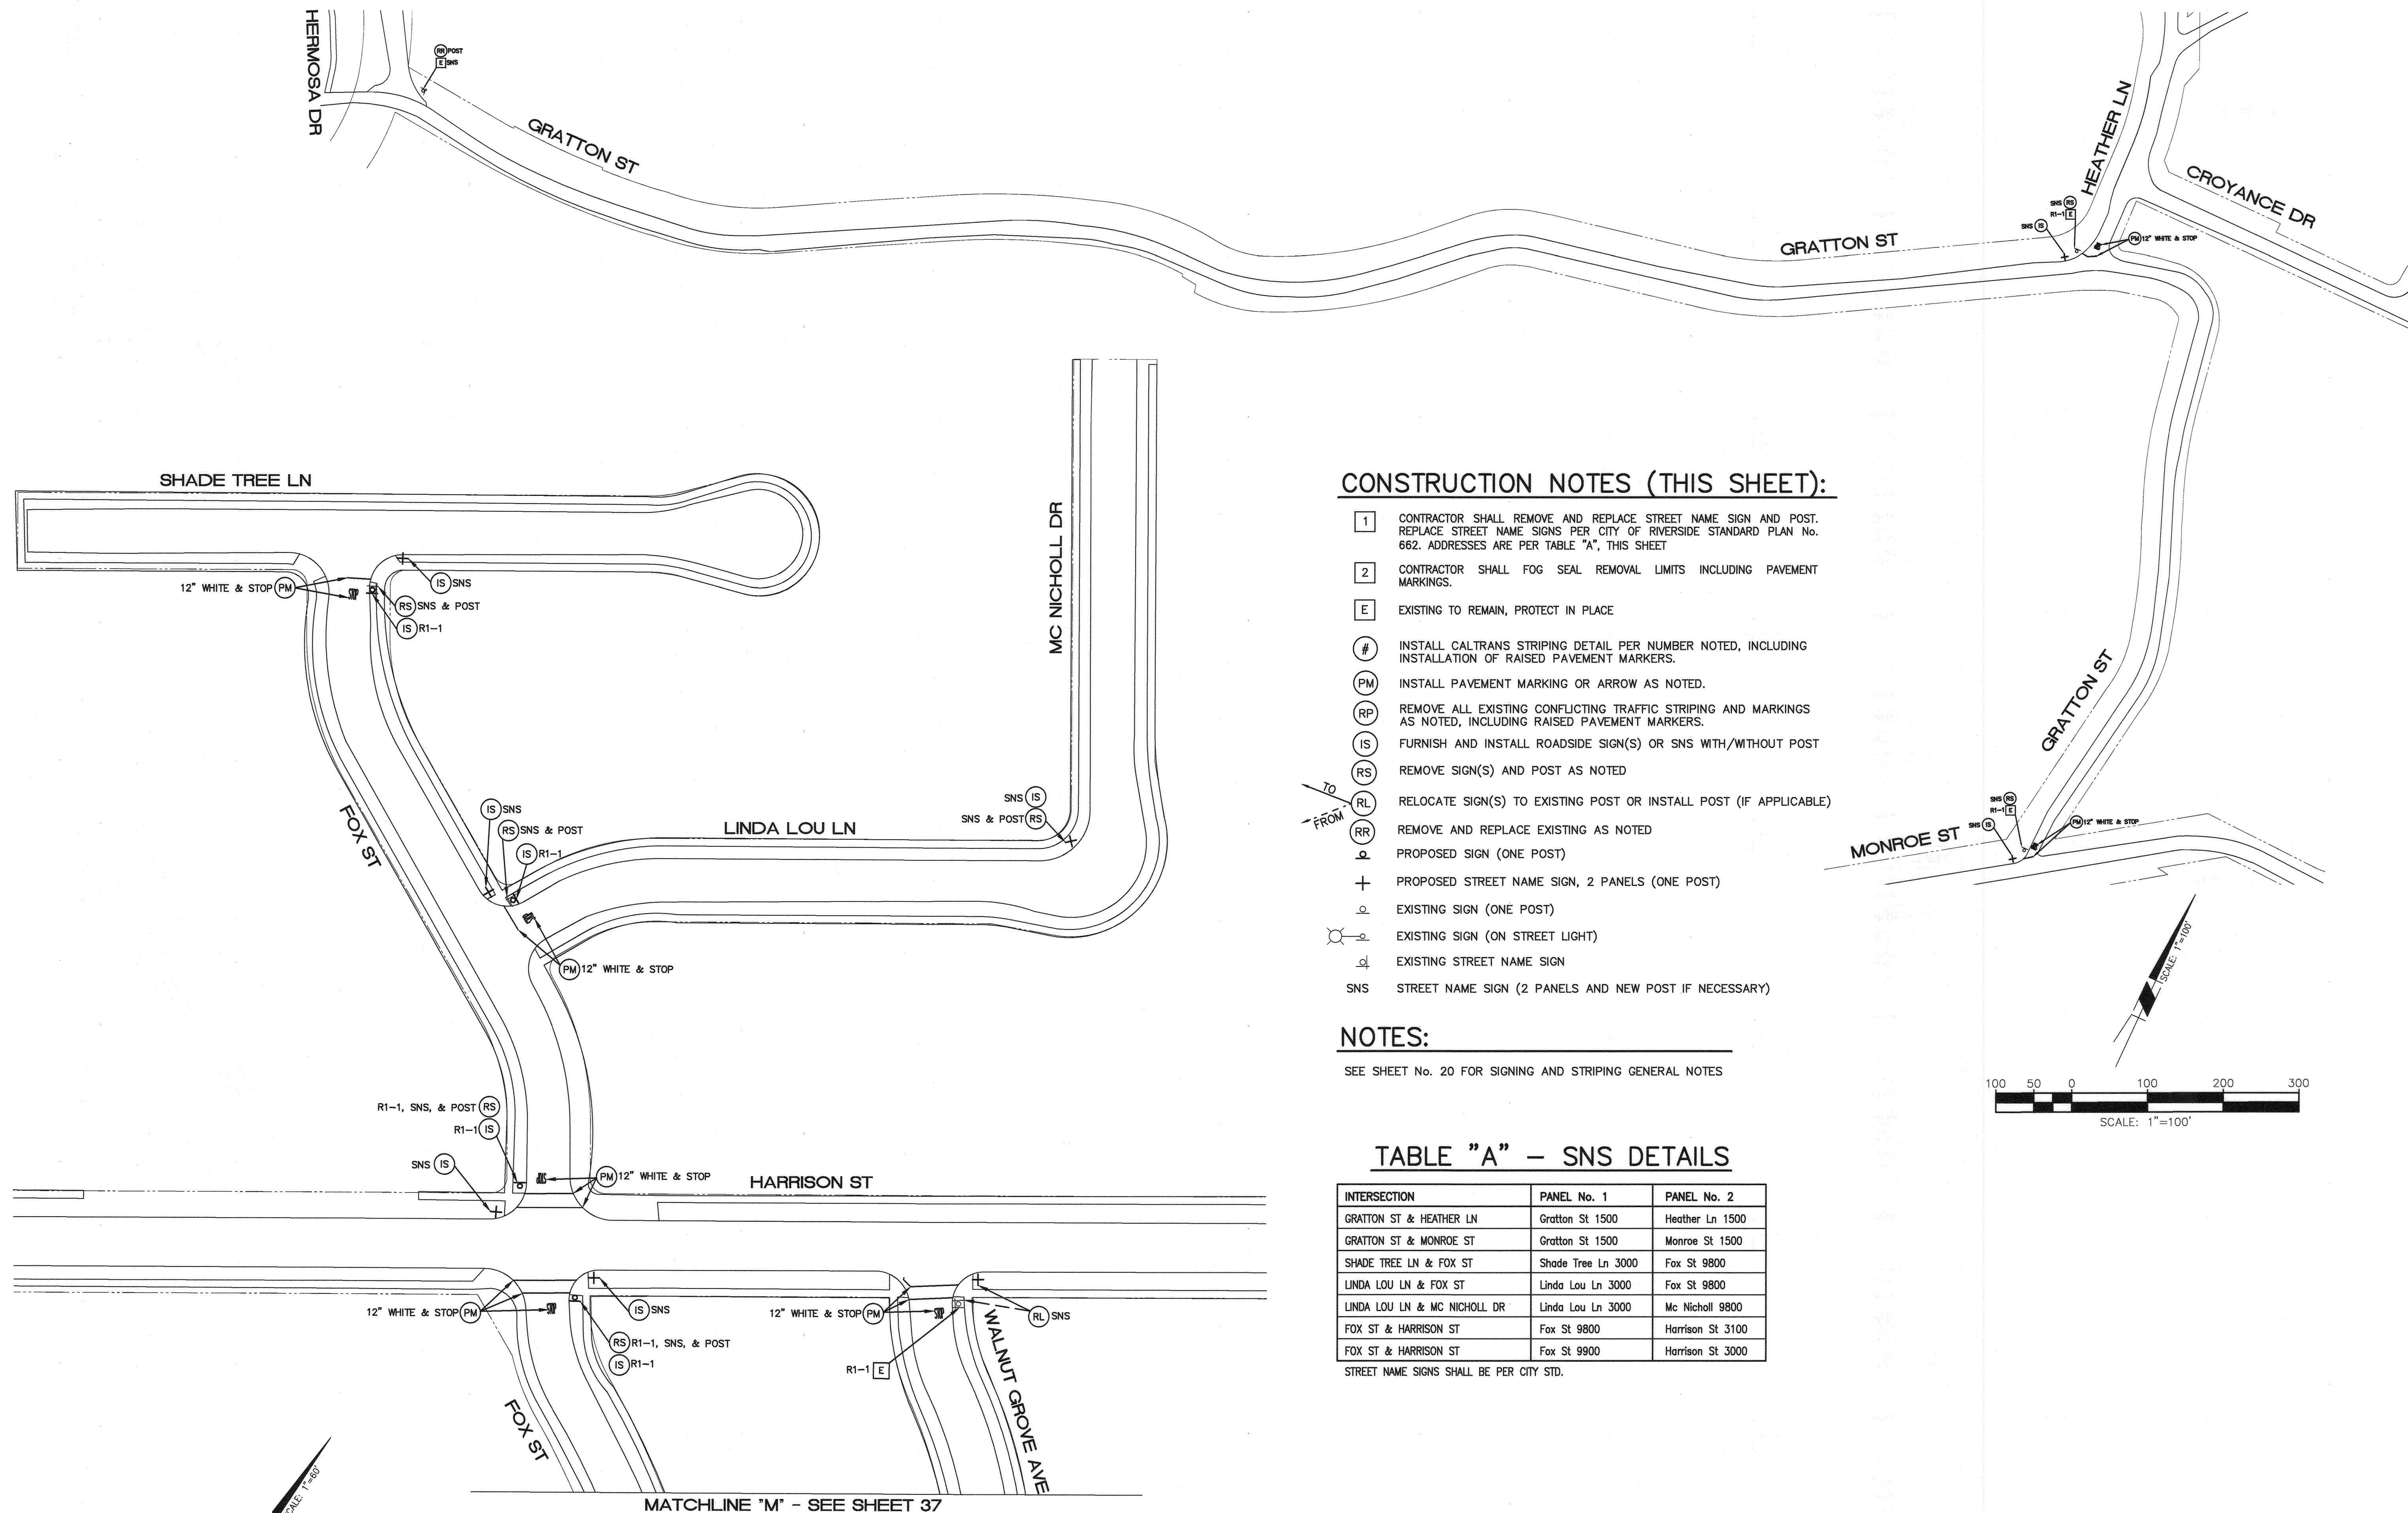 HERMOSA DR
RR POST
E SNS
GRATTON ST
GRATTON ST
HEATHER LN
CROYANCE DR
SNS RS
R1-1 E
SNS IS
PM 12" WHITE & STOP
SHADE TREE LN
12" WHITE & STOP PM
IS SNS
RS SNS & POST
IS R1-1
MC NICHOLL DR
FOX ST
IS SNS
RS SNS & POST
IS R1-1
LINDA LOU LN
SNS IS
SNS & POST RS
PM 12" WHITE & STOP
R1-1, SNS, & POST RS
R1-1 IS
SNS IS
PM 12" WHITE & STOP
HARRISON ST
12" WHITE & STOP PM
IS SNS
RS R1-1, SNS, & POST
IS R1-1
12" WHITE & STOP PM
RL SNS
R1-1 E
FOX ST
WALNUT GROVE AVE
SCALE: 1"=60'
MATCHLINE "M" - SEE SHEET 37
CONSTRUCTION NOTES (THIS SHEET):
1 CONTRACTOR SHALL REMOVE AND REPLACE STREET NAME SIGN AND POST.
REPLACE STREET NAME SIGNS PER CITY OF RIVERSIDE STANDARD PLAN No.
662. ADDRESSES ARE PER TABLE "A", THIS SHEET
2 CONTRACTOR SHALL FOG SEAL REMOVAL LIMITS INCLUDING PAVEMENT
MARKINGS.
E EXISTING TO REMAIN, PROTECT IN PLACE
# INSTALL CALTRANS STRIPING DETAIL PER NUMBER NOTED, INCLUDING
INSTALLATION OF RAISED PAVEMENT MARKERS.
PM INSTALL PAVEMENT MARKING OR ARROW AS NOTED.
RP REMOVE ALL EXISTING CONFLICTING TRAFFIC STRIPING AND MARKINGS
AS NOTED, INCLUDING RAISED PAVEMENT MARKERS.
IS FURNISH AND INSTALL ROADSIDE SIGN(S) OR SNS WITH/WITHOUT POST
RS REMOVE SIGN(S) AND POST AS NOTED
TO
FROM
RL RELOCATE SIGN(S) TO EXISTING POST OR INSTALL POST (IF APPLICABLE)
RR REMOVE AND REPLACE EXISTING AS NOTED
PROPOSED SIGN (ONE POST)
PROPOSED STREET NAME SIGN, 2 PANELS (ONE POST)
EXISTING SIGN (ONE POST)
EXISTING SIGN (ON STREET LIGHT)
EXISTING STREET NAME SIGN
SNS STREET NAME SIGN (2 PANELS AND NEW POST IF NECESSARY)
NOTES:
SEE SHEET No. 20 FOR SIGNING AND STRIPING GENERAL NOTES
TABLE "A" – SNS DETAILS
INTERSECTION PANEL No. 1 PANEL No. 2
GRATTON ST & HEATHER LN Gratton St 1500 Heather Ln 1500
GRATTON ST & MONROE ST Gratton St 1500 Monroe St 1500
SHADE TREE LN & FOX ST Shade Tree Ln 3000 Fox St 9800
LINDA LOU LN & FOX ST Linda Lou Ln 3000 Fox St 9800
LINDA LOU LN & MC NICHOLL DR Linda Lou Ln 3000 Mc Nicholl 9800
FOX ST & HARRISON ST Fox St 9800 Harrison St 3100
FOX ST & HARRISON ST Fox St 9900 Harrison St 3000
STREET NAME SIGNS SHALL BE PER CITY STD.
GRATTON ST
MONROE ST
SNS RS
R1-1 E
SNS IS
PM 12" WHITE & STOP
SCALE: 1"=100'
100 50 0 100 200 300
SCALE: 1"=100'